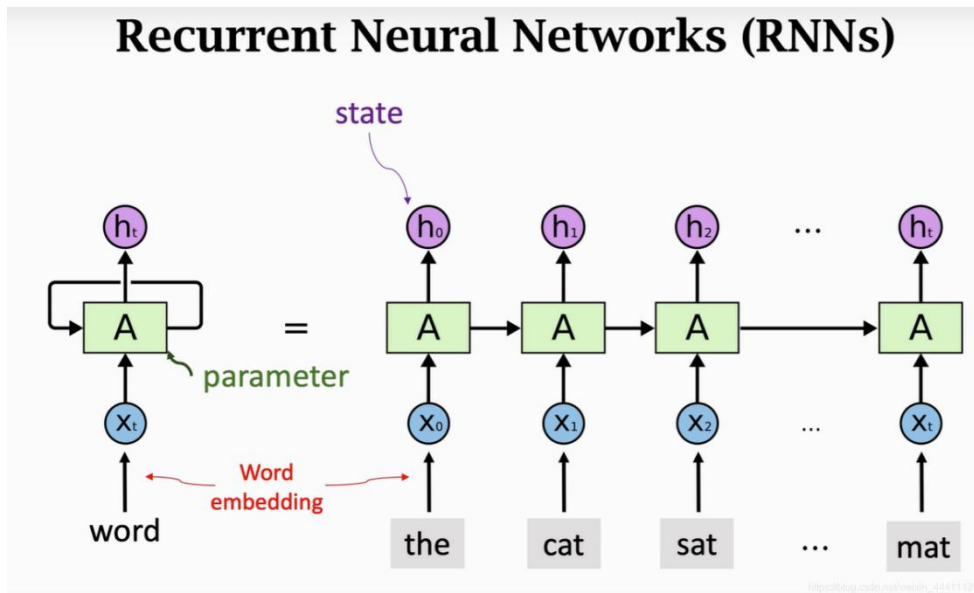 Recurrent Neural Networks (RNNs)
state
hₜ h₀ h₁ h₂ ... hₜ
A = A A A A
parameter
xₜ x₀ x₁ x₂ ... xₜ
Word
embedding
word the cat sat ... mat